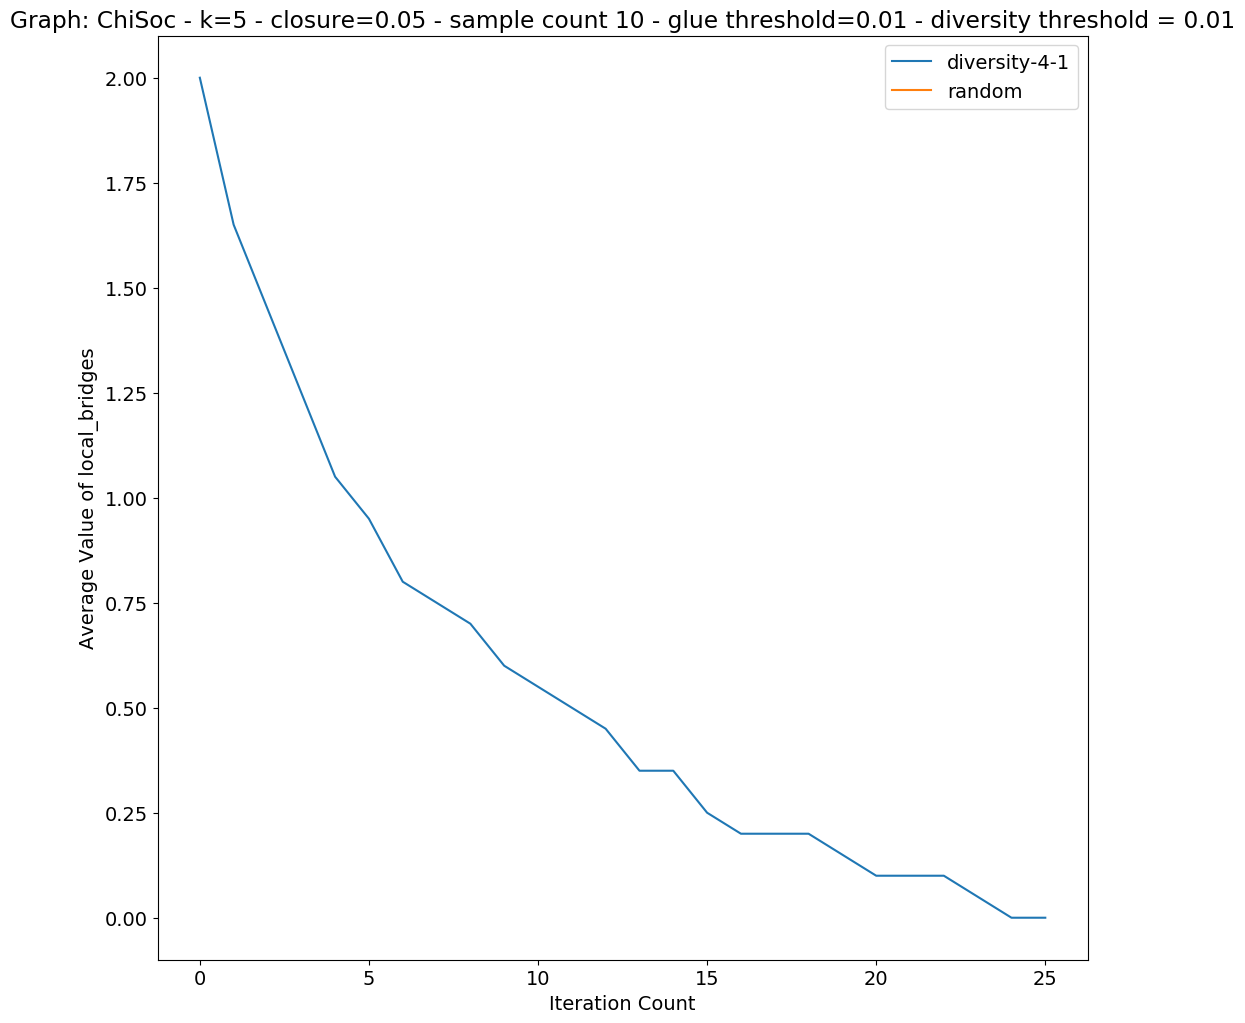 Graph: ChiSoc - k=5 - closure=0.05 - sample count 10 - glue threshold=0.01 - diversity threshold = 0.01
diversity-4-1
random
Average Value of local_bridges
2.00
1.75
1.50
1.25
1.00
0.75
0.50
0.25
0.00
0 5 10 15 20 25
Iteration Count